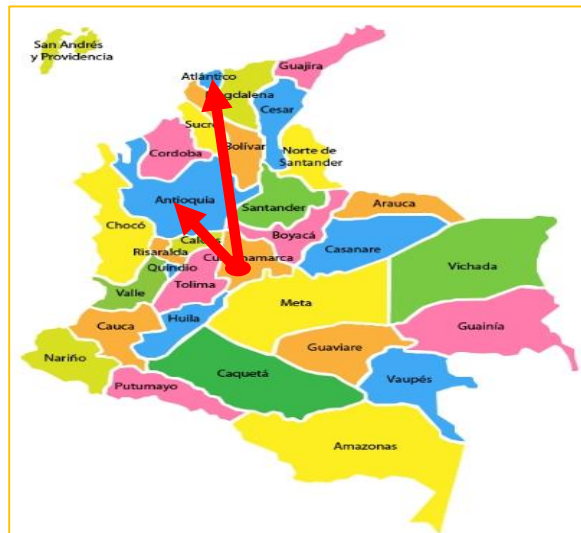 San Andrés
y Providencia
Guajira
Atlántico
Magdalena
Cesar
Sucre
Bolívar
Cordoba
Norte de
Santander
Antioquia
Santander
Arauca
Chocó
Boyacá
Caldas
Casanare
Risaralda
Cundinamarca
Quindío
Vichada
Tolima
Valle
Meta
Cauca
Huila
Guainía
Nariño
Guaviare
Caquetá
Vaupés
Putumayo
Amazonas